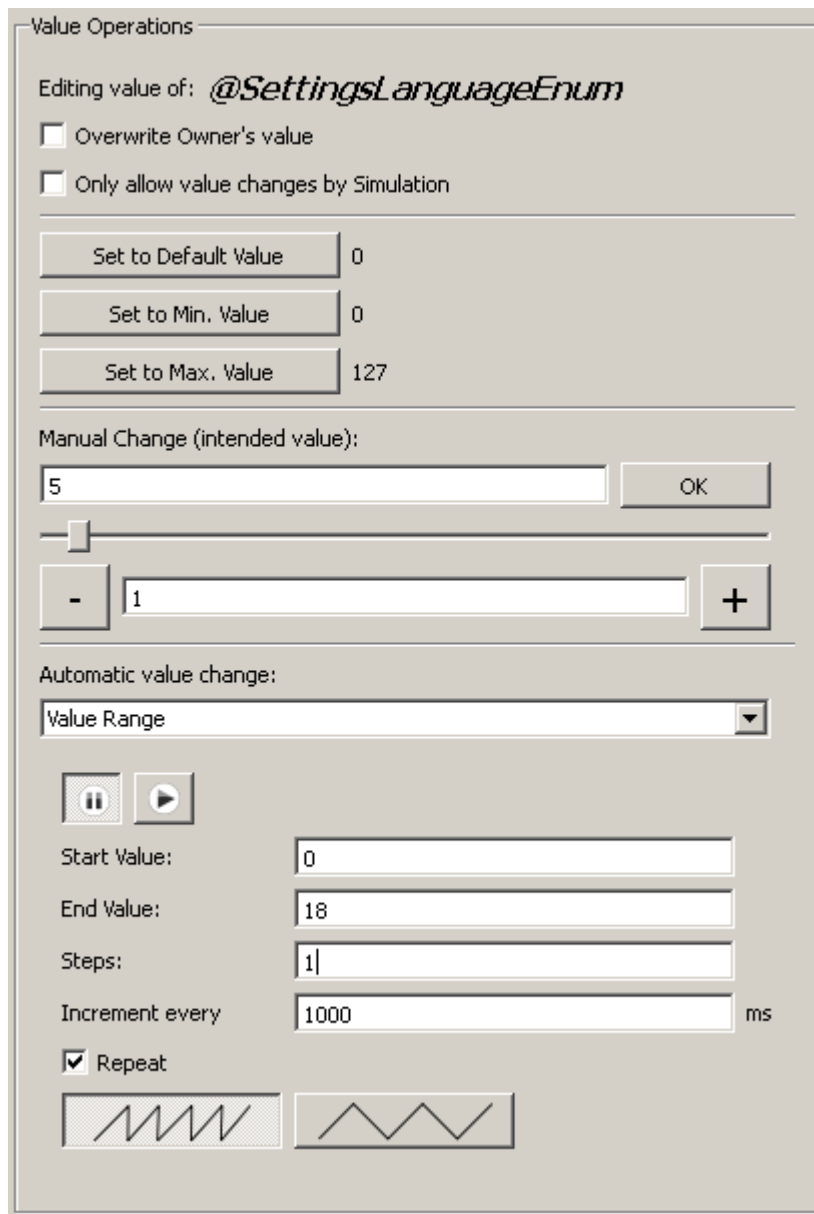 Value Operations
Editing value of: @SettingsLanguageEnum
Overwrite Owner's value
Only allow value changes by Simulation
Set to Default Value 0
Set to Min. Value 0
Set to Max. Value 127
Manual Change (intended value):
5 OK
- 1 +
Automatic value change:
Value Range
Start Value: 0
End Value: 18
Steps: 1
Increment every 1000 ms
Repeat